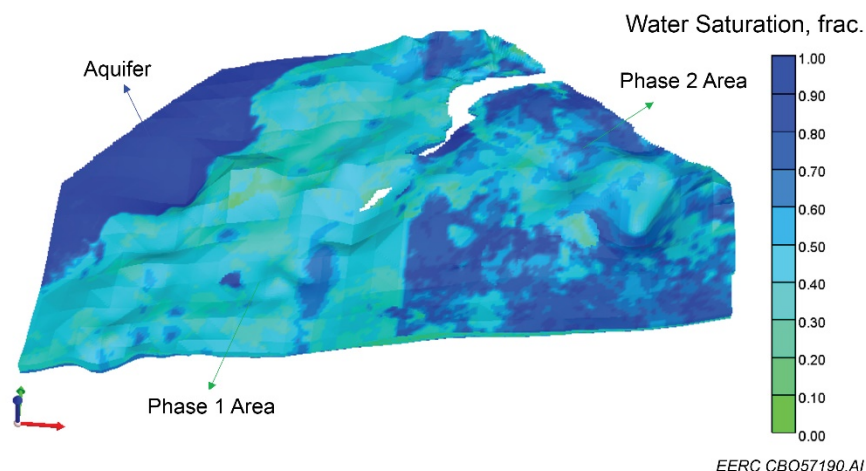 Water Saturation, frac.
Aquifer
Phase 2 Area
1.00
0.90
0.80
0.70
0.60
0.50
0.40
0.30
0.20
0.10
0.00
Phase 1 Area
EERC CBO57190.AI